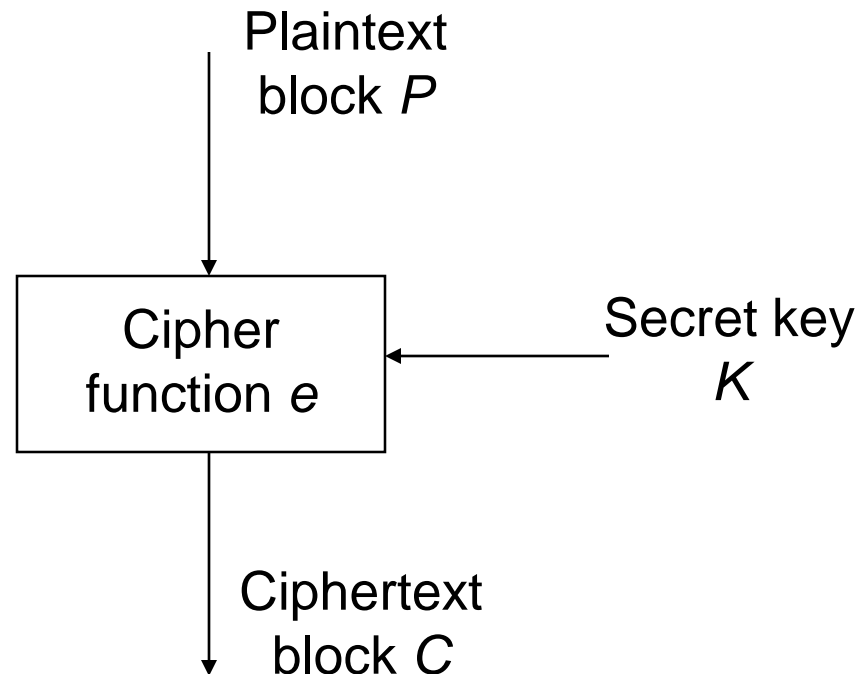 Plaintext
block P
Cipher
function e
Secret key
K
Ciphertext
block C